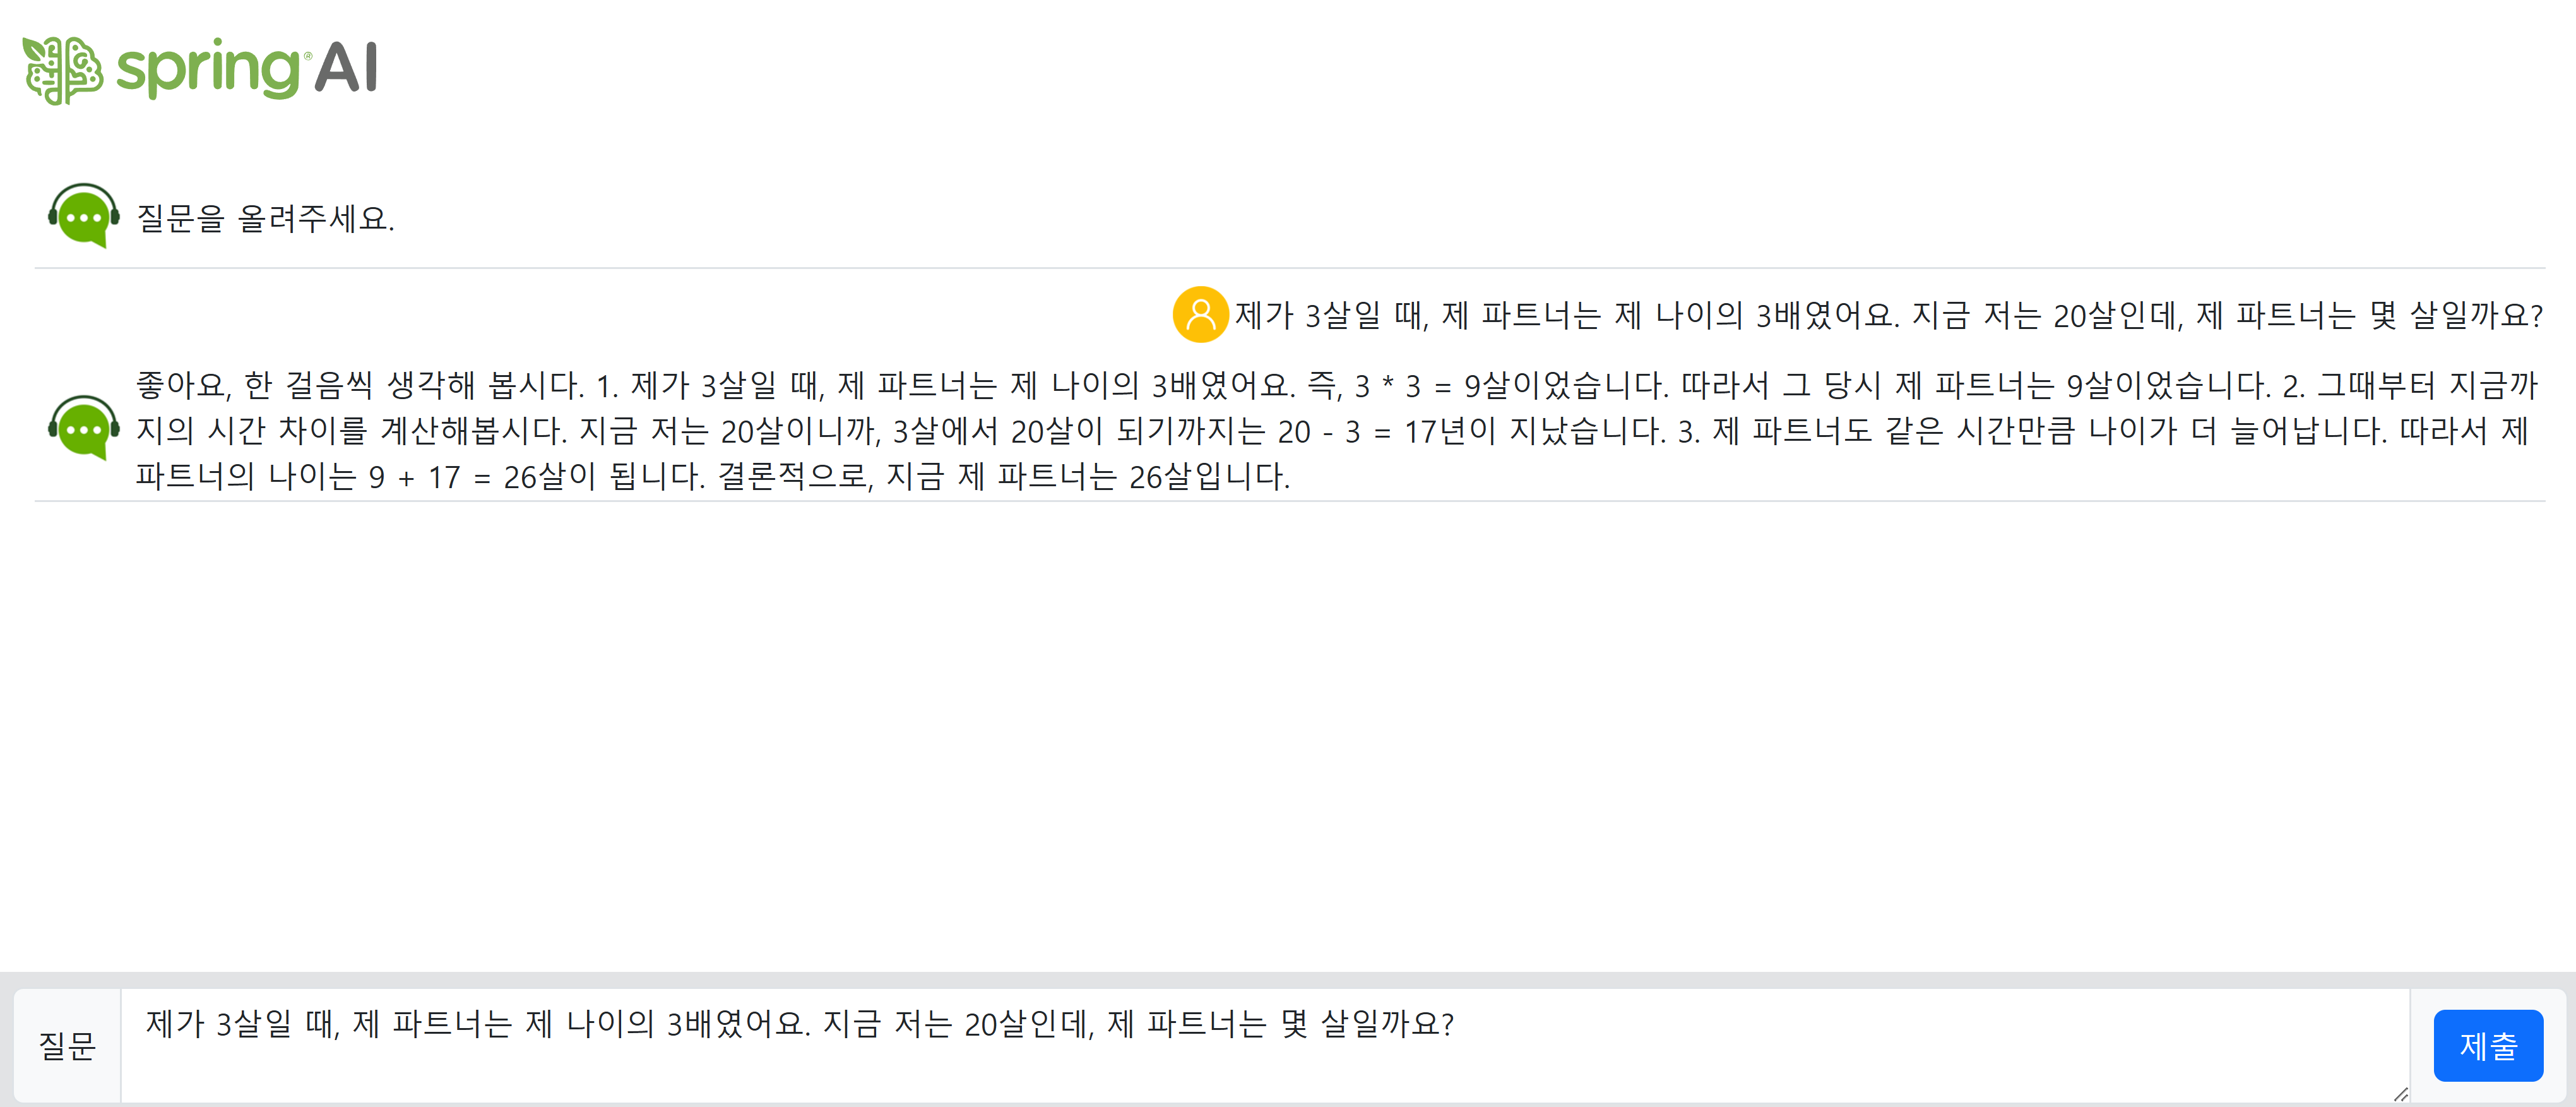 spring® AI
질문을 올려주세요.
제가 3살일 때, 제 파트너는 제 나이의 3배였어요. 지금 저는 20살인데, 제 파트너는 몇 살일까요?
좋아요, 한 걸음씩 생각해 봅시다. 1. 제가 3살일 때, 제 파트너는 제 나이의 3배였어요. 즉, 3 * 3 = 9살이었습니다. 따라서 그 당시 제 파트너는 9살이었습니다. 2. 그때부터 지금까
지의 시간 차이를 계산해봅시다. 지금 저는 20살이니까, 3살에서 20살이 되기까지는 20 - 3 = 17년이 지났습니다. 3. 제 파트너도 같은 시간만큼 나이가 더 늘어납니다. 따라서 제
파트너의 나이는 9 + 17 = 26살이 됩니다. 결론적으로, 지금 제 파트너는 26살입니다.
질문
제가 3살일 때, 제 파트너는 제 나이의 3배였어요. 지금 저는 20살인데, 제 파트너는 몇 살일까요?
제출